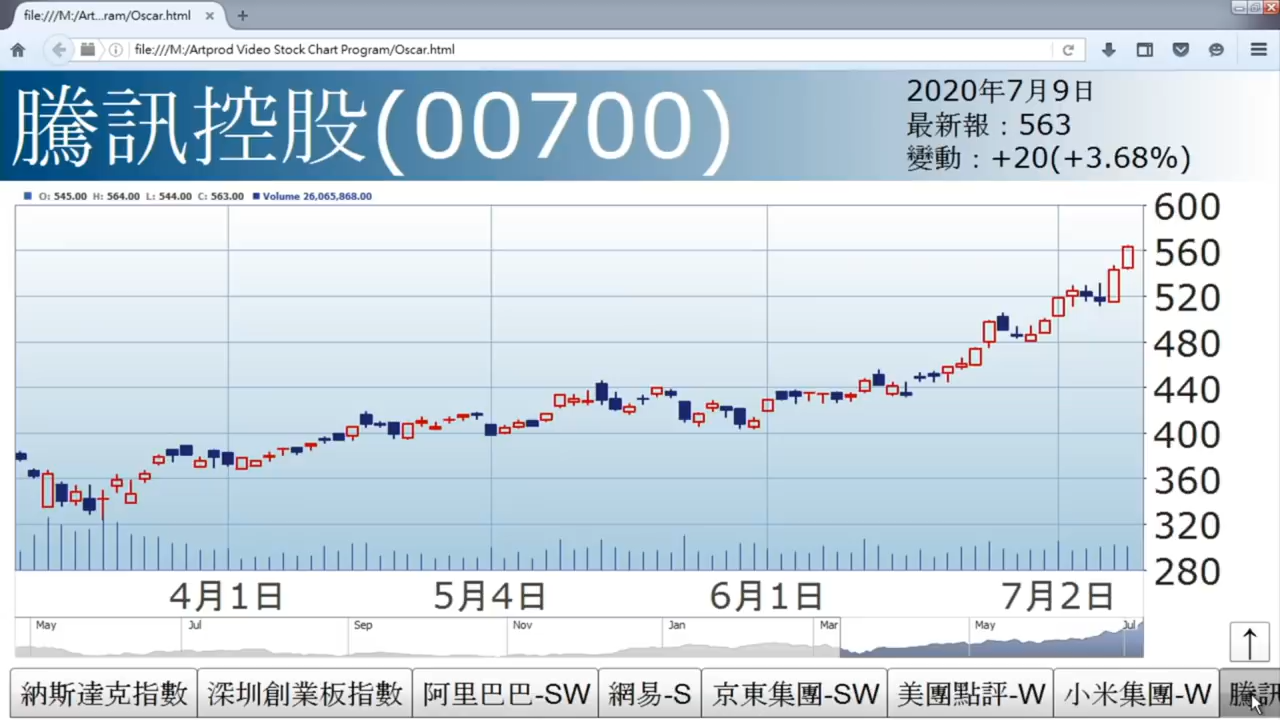 file:///M:/Art...ram/Oscar.html
file:///M:/Artprod Video Stock Chart Program/Oscar.html
騰訊控股(00700)
2020年7月9日
最新報：563
變動：+20(+3.68%)
O: 545.00 H: 564.00 L: 544.00 C: 563.00 Volume 26,065,868.00
600
560
520
480
440
400
360
320
280
4月1日 5月4日 6月1日 7月2日
May Jul Sep Nov Jan Mar May Jul
↑
納斯達克指數 深圳創業板指數 阿里巴巴-SW 網易-S 京東集團-SW 美團點評-W 小米集團-W 騰訊